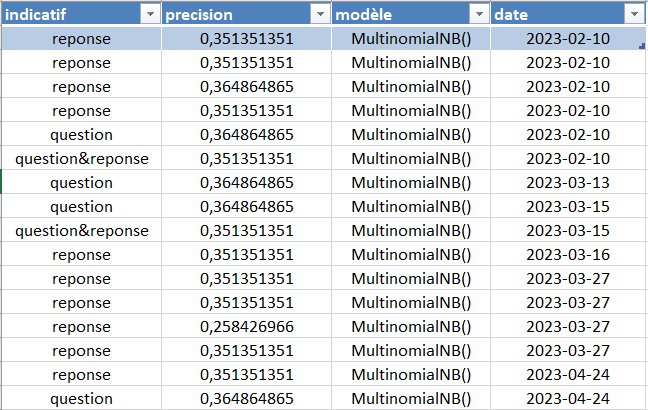 indicatif precision modèle date
reponse 0,351351351 MultinomialNB() 2023-02-10
reponse 0,351351351 MultinomialNB() 2023-02-10
reponse 0,364864865 MultinomialNB() 2023-02-10
reponse 0,351351351 MultinomialNB() 2023-02-10
question 0,364864865 MultinomialNB() 2023-02-10
question&reponse 0,351351351 MultinomialNB() 2023-02-10
question 0,364864865 MultinomialNB() 2023-03-13
question 0,364864865 MultinomialNB() 2023-03-15
question&reponse 0,351351351 MultinomialNB() 2023-03-15
reponse 0,351351351 MultinomialNB() 2023-03-16
reponse 0,351351351 MultinomialNB() 2023-03-27
reponse 0,351351351 MultinomialNB() 2023-03-27
reponse 0,258426966 MultinomialNB() 2023-03-27
reponse 0,351351351 MultinomialNB() 2023-03-27
reponse 0,351351351 MultinomialNB() 2023-04-24
question 0,364864865 MultinomialNB() 2023-04-24